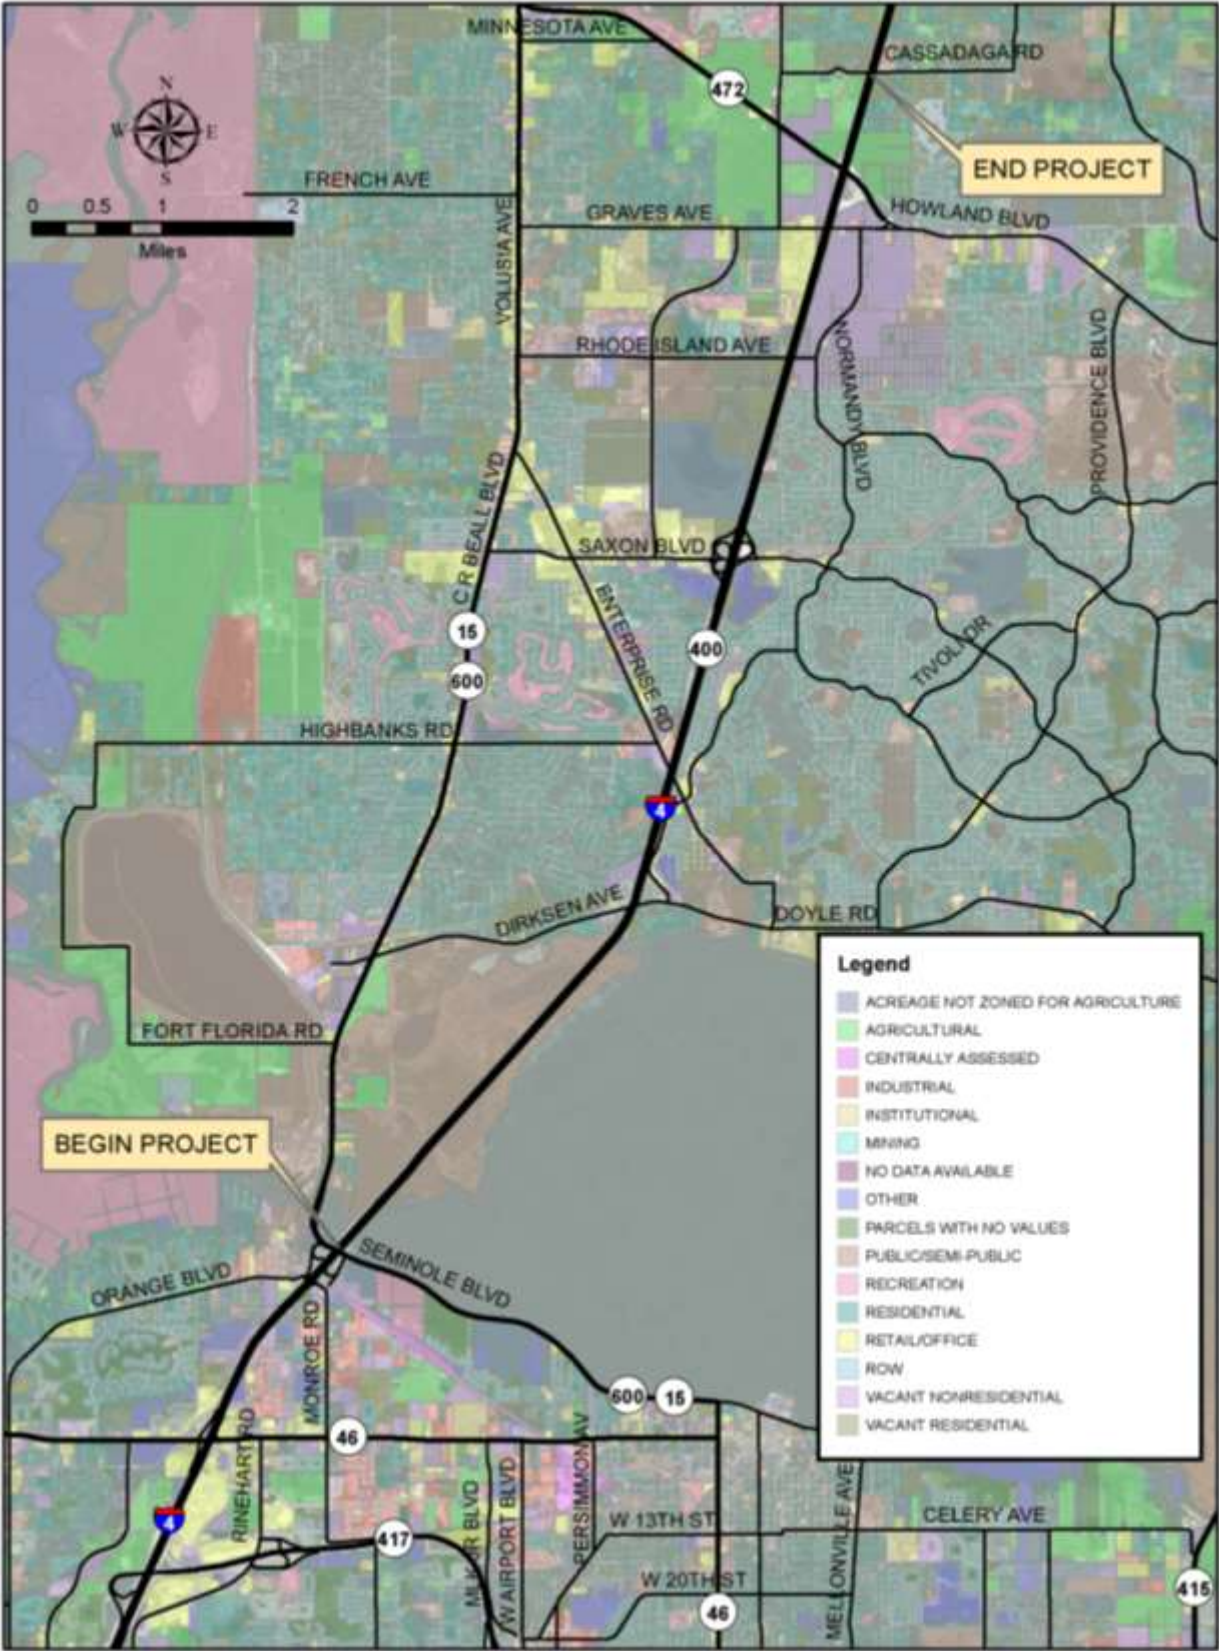 MINNESOTA AVE
CASSADAGA RD
472
N
W E
S
END PROJECT
FRENCH AVE
0 0.5 1 2
Miles
GRAVES AVE
HOWLAND BLVD
VOLUSIA AVE
RHODE ISLAND AVE
NORMANDY BLVD
PROVIDENCE BLVD
C R BEALL BLVD
SAXON BLVD
ENTERPRISE RD
15
400
TIVOLI DR
600
HIGHBANKS RD
4
DIRKSEN AVE
DOYLE RD
Legend
ACREAGE NOT ZONED FOR AGRICULTURE
AGRICULTURAL
CENTRALLY ASSESSED
INDUSTRIAL
INSTITUTIONAL
MINING
NO DATA AVAILABLE
OTHER
PARCELS WITH NO VALUES
PUBLIC/SEMI-PUBLIC
RECREATION
RESIDENTIAL
RETAIL/OFFICE
ROW
VACANT NONRESIDENTIAL
VACANT RESIDENTIAL
FORT FLORIDA RD
BEGIN PROJECT
SEMINOLE BLVD
ORANGE BLVD
MONROE RD
600 15
46
RINEHART RD
PERSIMMON AV
W AIRPORT BLVD
MLK JR BLVD
MELLONVILLE AVE
4
417
W 13TH ST
CELERY AVE
W 20TH ST
46
415